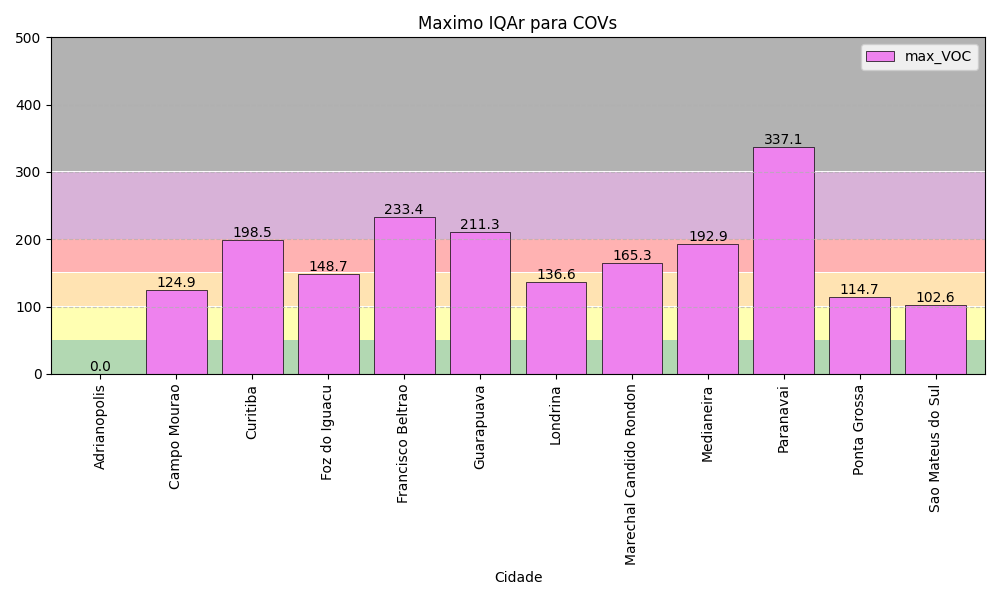 Maximo IQAr para COVs
max_VOC
500
400
300
200
100
0
0.0
124.9
198.5
148.7
233.4
211.3
136.6
165.3
192.9
337.1
114.7
102.6
Adrianopolis
Campo Mourao
Curitiba
Foz do Iguacu
Francisco Beltrao
Guarapuava
Londrina
Marechal Candido Rondon
Medianeira
Paranavai
Ponta Grossa
Sao Mateus do Sul
Cidade